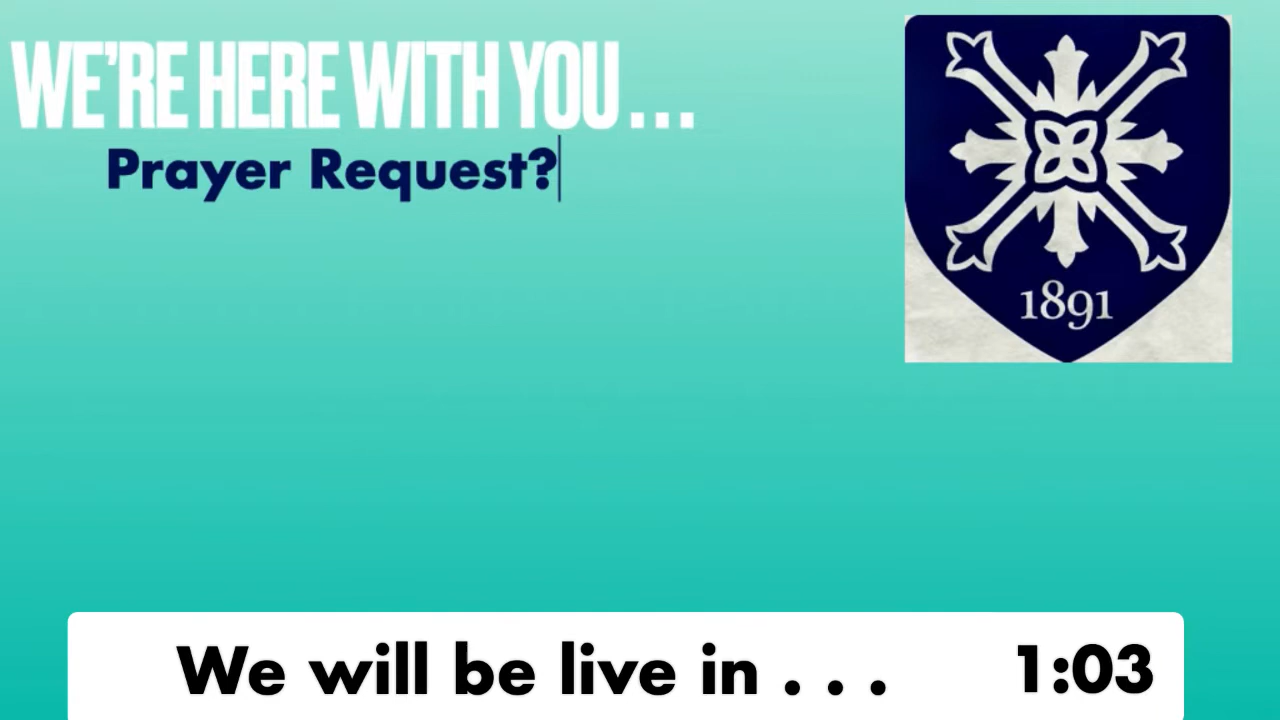 WE'RE HERE WITH YOU...
Prayer Request?
1891
We will be live in . . . 1:03